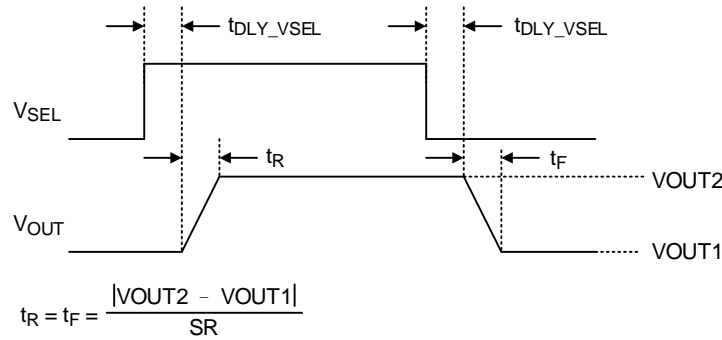 tDLY_VSEL
tDLY_VSEL
VSEL
tR
tF
VOUT2
VOUT
VOUT1
tR = tF = |VOUT2 - VOUT1|
SR